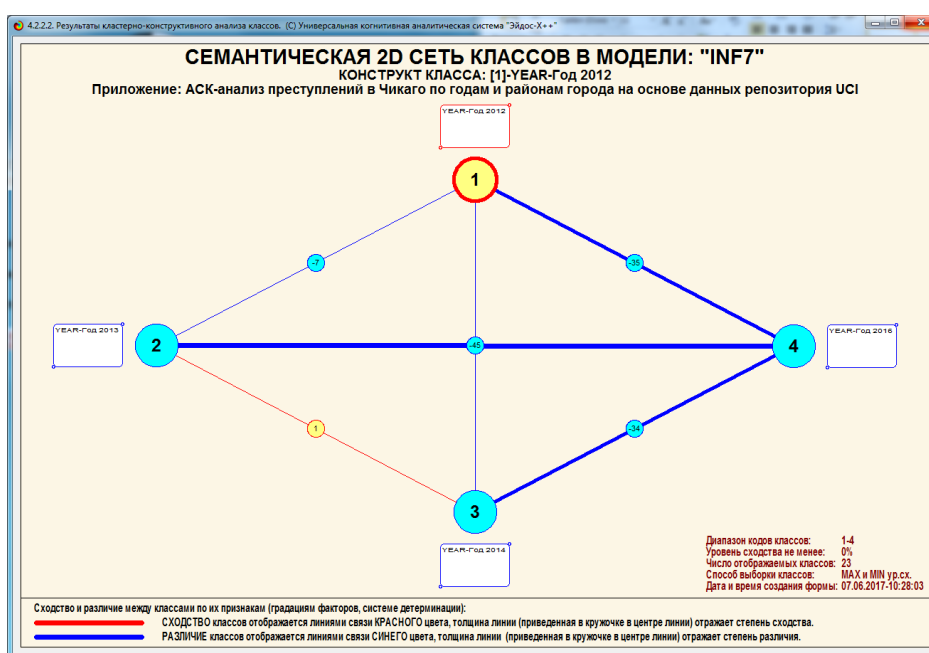 4.2.2.2. Результаты кластерно-конструктивного анализа классов. (C) Универсальная когнитивная аналитическая система "Эйдос-X++"
СЕМАНТИЧЕСКАЯ 2D СЕТЬ КЛАССОВ В МОДЕЛИ: "INF7"
КОНСТРУКТ КЛАССА: [1]-YEAR-Год 2012
Приложение: АСК-анализ преступлений в Чикаго по годам и районам города на основе данных репозитория UCI
YEAR-Год 2012
1
-7
-35
YEAR-Год 2013
2
-45
4
YEAR-Год 2016
1
-34
3
YEAR-Год 2014
Диапазон кодов классов: 1-4
Уровень сходства не менее: 0%
Число отображаемых классов: 23
Способ выборки классов: MAX и MIN ур.сх.
Дата и время создания формы: 07.06.2017-10:28:03
Сходство и различие между классами по их признакам (градациям факторов, системе детерминации):
СХОДСТВО классов отображается линиями связи КРАСНОГО цвета, толщина линии (приведенная в кружочке в центре линии) отражает степень сходства.
РАЗЛИЧИЕ классов отображается линиями связи СИНЕГО цвета, толщина линии (приведенная в кружочке в центре линии) отражает степень различия.